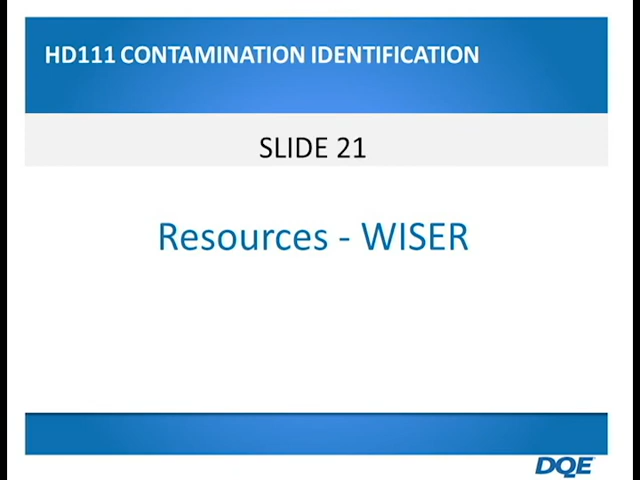 HD111 CONTAMINATION IDENTIFICATION
SLIDE 21
Resources - WISER
DQE